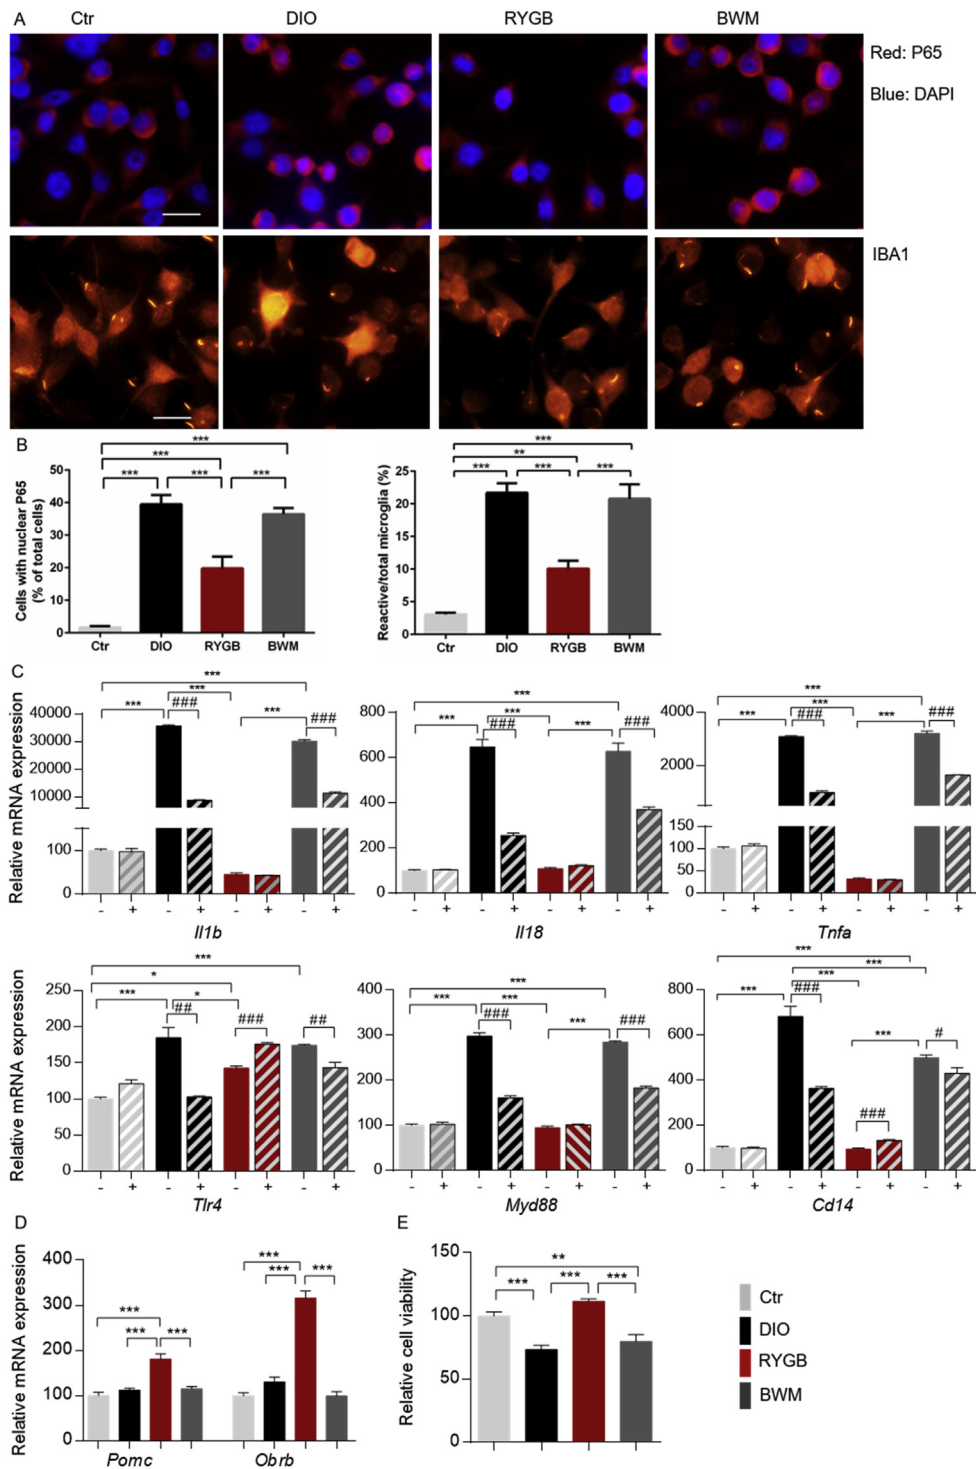 A Ctr DIO RYGB BWM
Red: P65
Blue: DAPI
IBA1
B
Cells with nuclear P65
(% of total cells)
50
40
30
20
10
0
*** *** *** *** ***
Ctr DIO RYGB BWM
Reactive/total microglia (%)
25
20
15
10
5
0
*** ** *** *** ***
Ctr DIO RYGB BWM
C
Relative mRNA expression
40000
30000
20000
10000
100
0
*** *** *** ### *** ###
- + - + - + - +
Il1b
800
600
400
200
0
*** *** *** ### *** ###
- + - + - + - +
Il18
4000
2000
150
100
50
0
*** *** *** ### *** ###
- + - + - + - +
Tnfa
Relative mRNA expression
250
200
150
100
50
0
*** * *** * ## ### ##
- + - + - + - +
Tlr4
400
300
200
100
0
*** *** *** ### *** ###
- + - + - + - +
Myd88
800
600
400
200
0
*** *** *** *** ### *** # ###
- + - + - + - +
Cd14
D
Relative mRNA expression
400
300
200
100
0
*** *** *** *** *** ***
Pomc Obrb
E
Relative cell viability
150
100
50
0
** *** *** ***
Ctr
DIO
RYGB
BWM